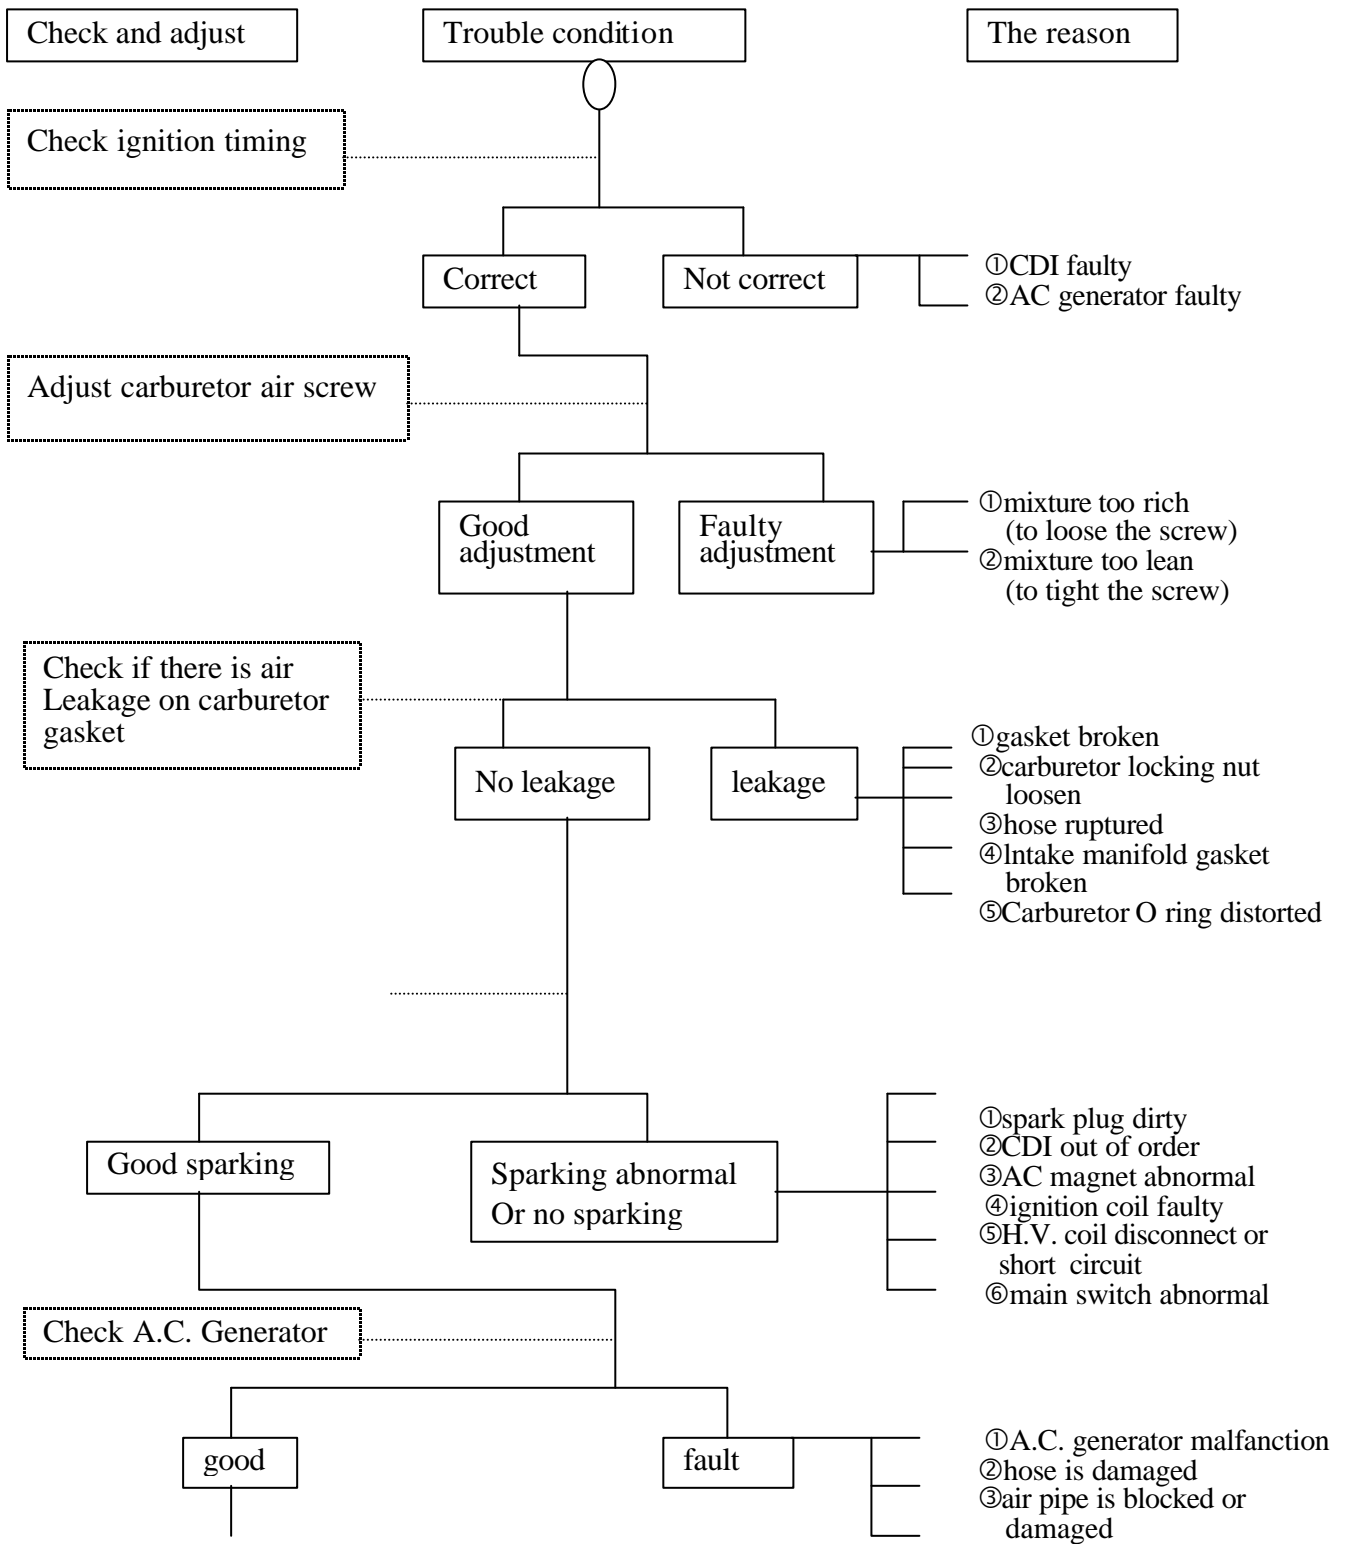 Check and adjust
Trouble condition
The reason
Check ignition timing
Correct
Not correct
①CDI faulty
②AC generator faulty
Adjust carburetor air screw
Good
adjustment
Faulty
adjustment
①mixture too rich
(to loose the screw)
②mixture too lean
(to tight the screw)
Check if there is air
Leakage on carburetor
gasket
No leakage
leakage
①gasket broken
②carburetor locking nut
loosen
③hose ruptured
④lntake manifold gasket
broken
⑤Carburetor O ring distorted
Good sparking
Sparking abnormal
Or no sparking
①spark plug dirty
②CDI out of order
③AC magnet abnormal
④ignition coil faulty
⑤H.V. coil disconnect or
short circuit
⑥main switch abnormal
Check A.C. Generator
good
fault
①A.C. generator malfanction
②hose is damaged
③air pipe is blocked or
damaged